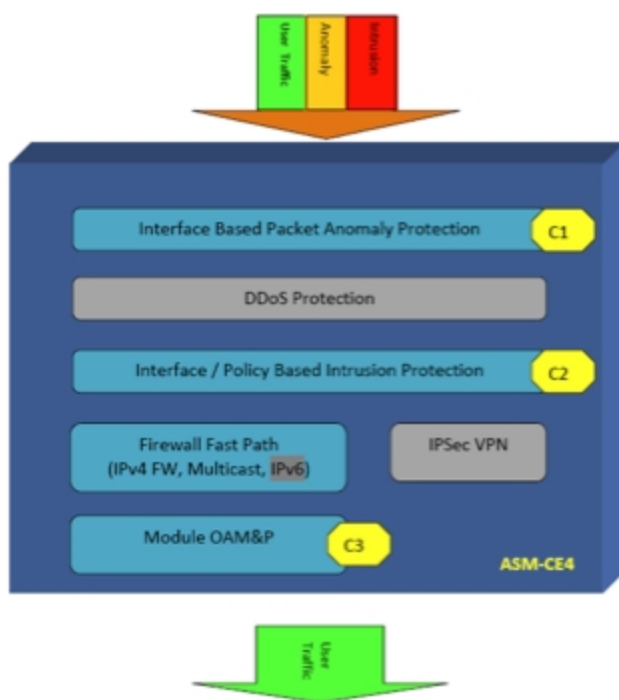 User Traffic
Anomaly
Intrusion
Interface Based Packet Anomaly Protection
C1
DDoS Protection
Interface / Policy Based Intrusion Protection
C2
Firewall Fast Path
(IPv4 FW, Multicast, IPv6)
IPSec VPN
Module OAM&P
C3
ASM-CE4
User
Traffic